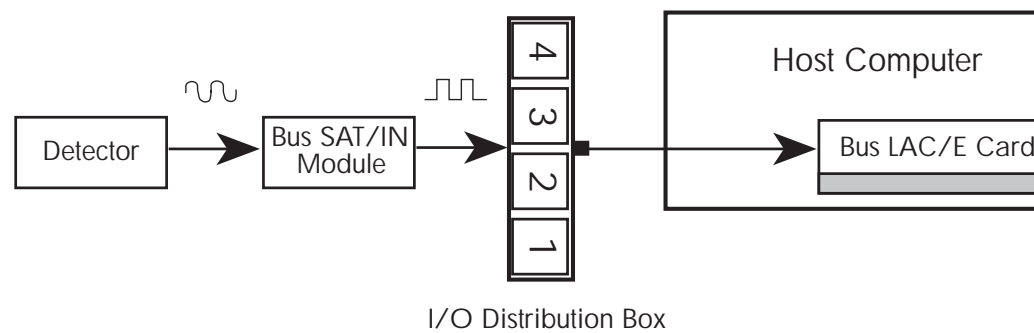 Host Computer
Detector
Bus SAT/IN
Module
4
3
2
1
Bus LAC/E Card
I/O Distribution Box